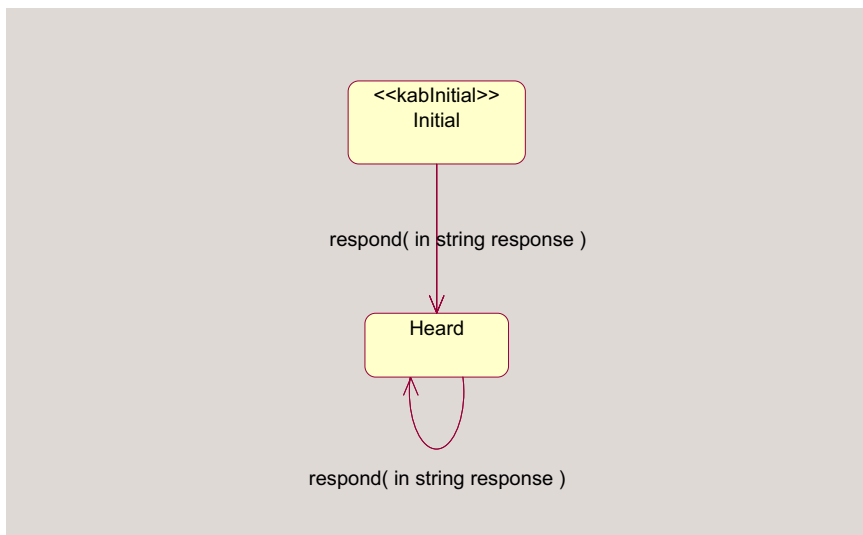 <<kabInitial>>
Initial
respond( in string response )
Heard
respond( in string response )